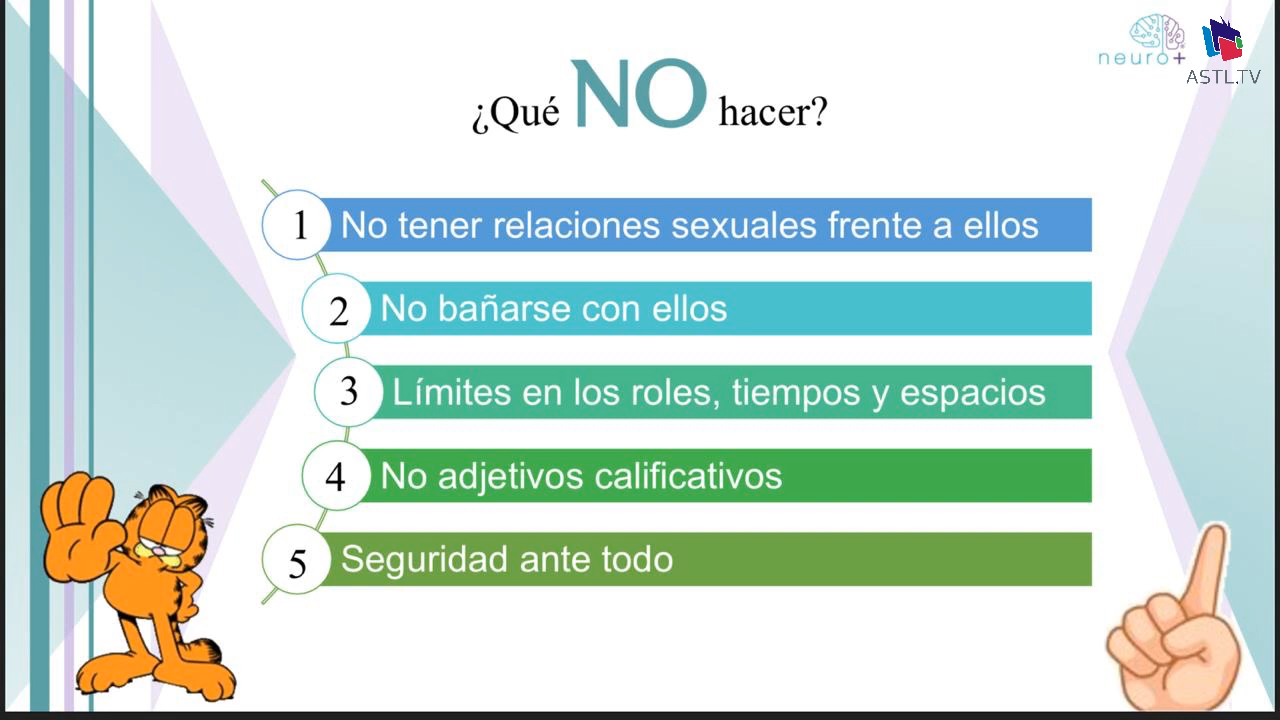 neuro+
ASTL.TV
¿Qué NO hacer?
1 No tener relaciones sexuales frente a ellos
2 No bañarse con ellos
3 Límites en los roles, tiempos y espacios
4 No adjetivos calificativos
5 Seguridad ante todo